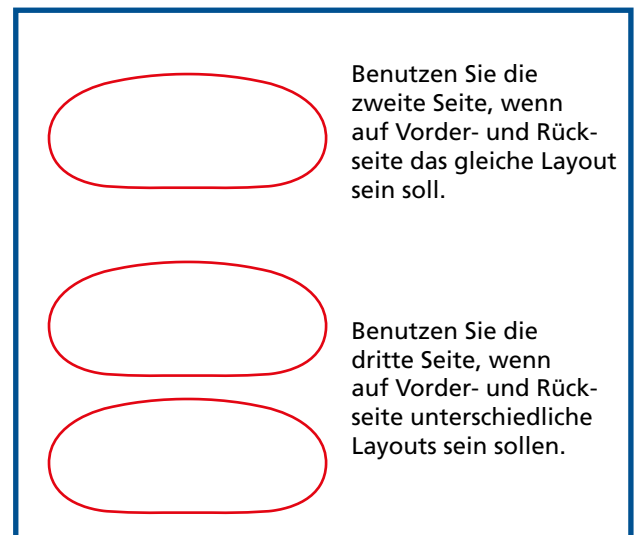 Benutzen Sie die
zweite Seite, wenn
auf Vorder- und Rück-
seite das gleiche Layout
sein soll.
Benutzen Sie die
dritte Seite, wenn
auf Vorder- und Rück-
seite unterschiedliche
Layouts sein sollen.